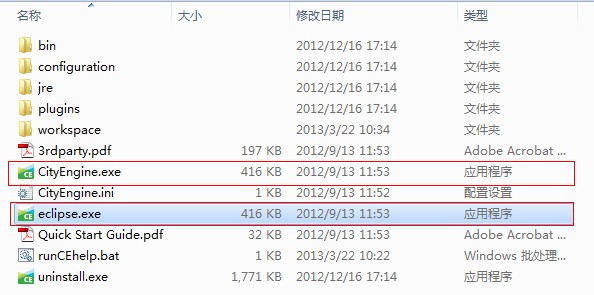 名称 大小 修改日期 类型
bin 2012/12/16 17:14 文件夹
configuration 2012/12/16 17:14 文件夹
jre 2012/12/16 17:14 文件夹
plugins 2012/12/16 17:14 文件夹
workspace 2013/3/22 10:34 文件夹
3rdparty.pdf 197 KB 2012/9/13 11:53 Adobe Acrobat ...
CityEngine.exe 416 KB 2012/9/13 11:53 应用程序
CityEngine.ini 1 KB 2012/9/13 11:52 配置设置
eclipse.exe 416 KB 2012/9/13 11:53 应用程序
Quick Start Guide.pdf 32 KB 2012/9/13 11:53 Adobe Acrobat ...
runCEhelp.bat 1 KB 2013/3/22 10:22 Windows 批处理...
uninstall.exe 1,771 KB 2012/12/16 17:14 应用程序